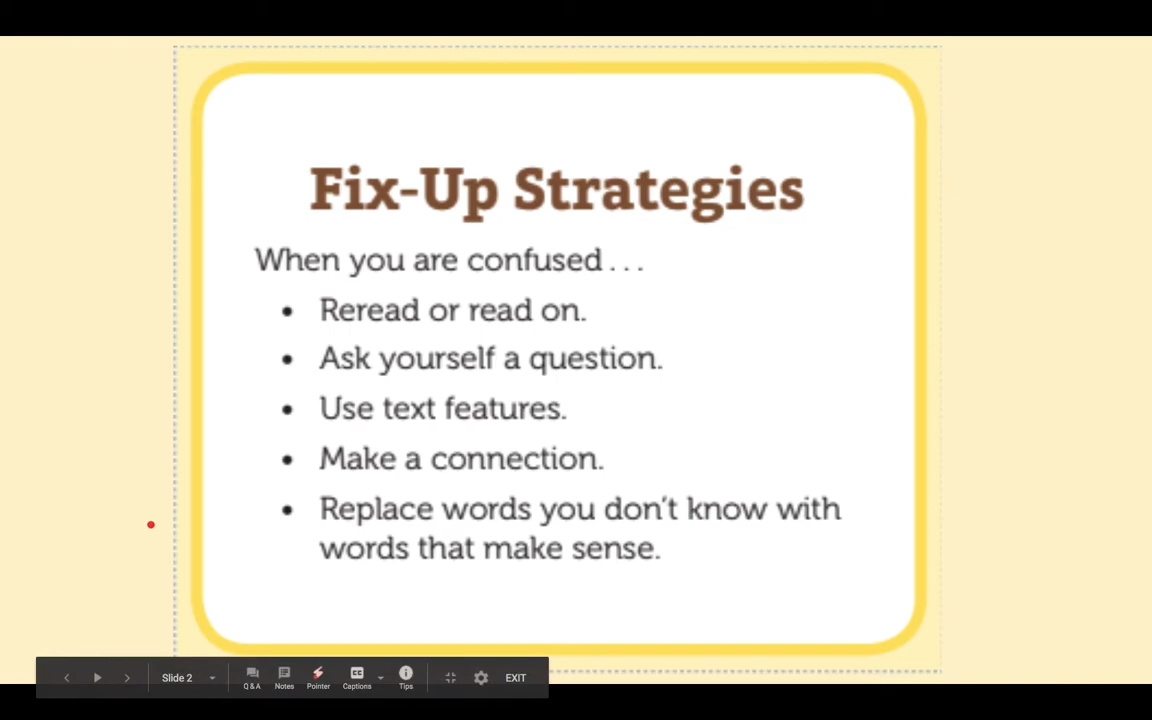 Fix-Up Strategies
When you are confused . . .
• Reread or read on.
• Ask yourself a question.
• Use text features.
• Make a connection.
• Replace words you don't know with
words that make sense.
Slide 2
Q & A
Notes
Pointer
CC
Captions
Tips
EXIT